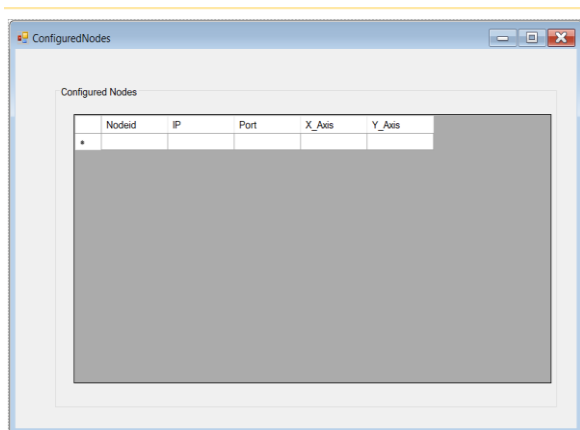 ConfiguredNodes
Configured Nodes
Nodeid IP Port X_Axis Y_Axis
*